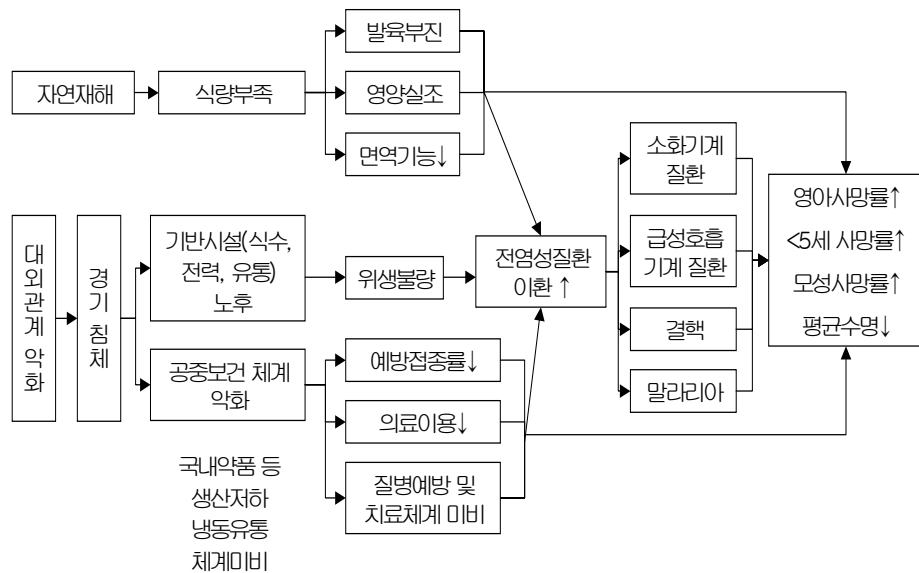 발육부진
자연재해
식량부족
영양실조
면역기능↓
소화기계
질환
영아사망률↑
<5세 사망률↑
모성사망률↑
평균수명↓
대외관계 악화
경기 침체
기반시설(식수,
전력, 유통)
노후
위생불량
전염성질환
이환 ↑
급성호흡
기계 질환
결핵
말라리아
공중보건 체계
악화
예방접종률↓
의료이용↓
질병예방 및
치료체계 미비
국내약품 등
생산저하
냉동유통
체계미비